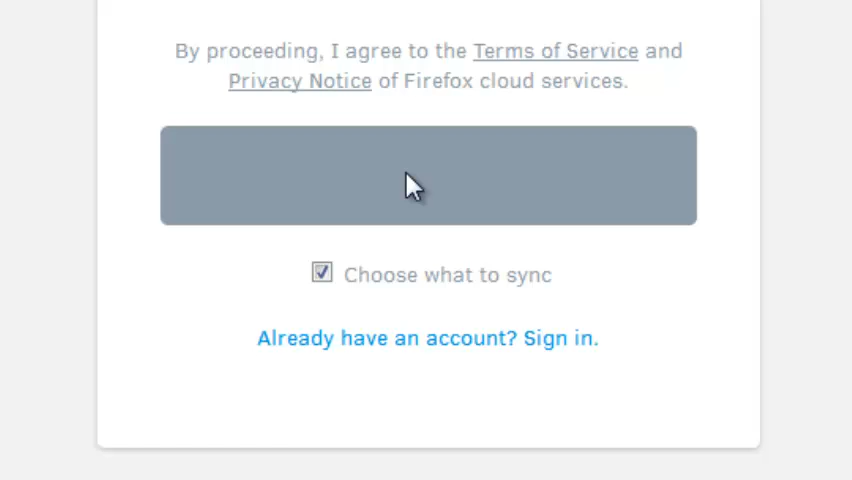 By proceeding, I agree to the Terms of Service and
Privacy Notice of Firefox cloud services.
Choose what to sync
Already have an account? Sign in.